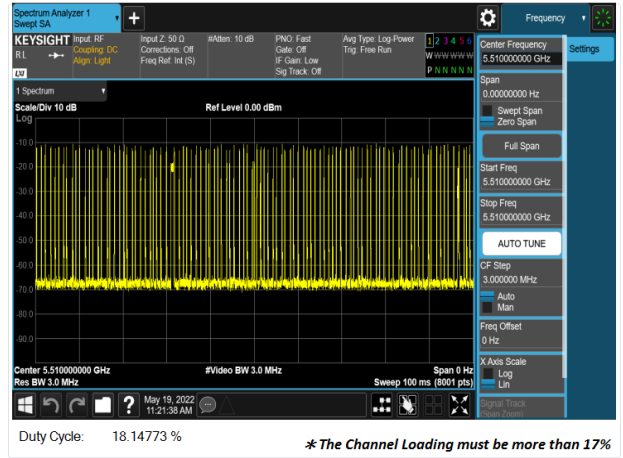 Spectrum Analyzer 1
Swept SA
Frequency
KEYSIGHT
RL
Input: RF
Coupling: DC
Align: Light
Input Z: 50 Ω
Corrections: Off
Freq Ref: Int (S)
#Atten: 10 dB
PNO: Fast
Gate: Off
IF Gain: Low
Sig Track: Off
Avg Type: Log-Power
Trig: Free Run
1 2 3 4 5 6
W W W W W W
P N N N N N
LXI
Center Frequency
5.510000000 GHz
Settings
Span
0.00000000 Hz
Swept Span
Zero Span
Full Span
Start Freq
5.510000000 GHz
Stop Freq
5.510000000 GHz
AUTO TUNE
CF Step
3.000000 MHz
Auto
Man
Freq Offset
0 Hz
X Axis Scale
Log
Lin
Signal Track
(Span Zoom)
1 Spectrum
Scale/Div 10 dB
Ref Level 0.00 dBm
Log
-10.0
-20.0
-30.0
-40.0
-50.0
-60.0
-70.0
-80.0
-90.0
Center 5.510000000 GHz
#Video BW 3.0 MHz
Span 0 Hz
Res BW 3.0 MHz
Sweep 100 ms (8001 pts)
May 19, 2022
11:21:38 AM
Duty Cycle: 18.14773 %
* The Channel Loading must be more than 17%